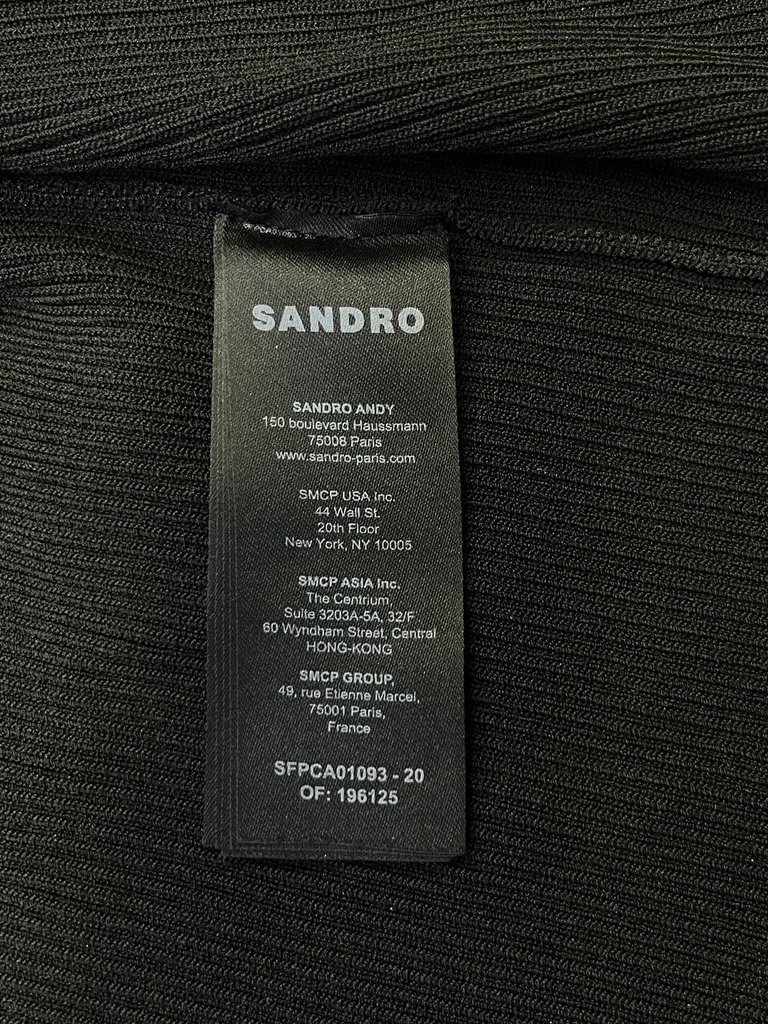 SFPCA01093 - 20
SANDRO
SANDRO ANDY
150 boulevard Haussmann
75008 Paris
www.sandro-paris.com
SMCP USA Inc.
44 Wall St.
20th Floor
New York, NY 10005
SMCP ASIA Inc.
The Centrium,
Suite 3203A-5A, 32/F
60 Wyndham Street, Central
HONG-KONG
SMCP GROUP,
49, rue Etienne Marcel,
75001 Paris,
France
SFPCA01093 - 20
OF: 196125